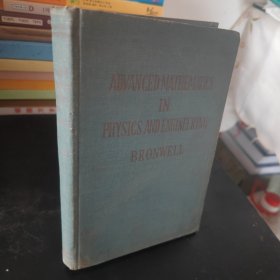 ADVANCED MATHEMATICS
IN
PHYSICS AND ENGINEERING
BRONWELL